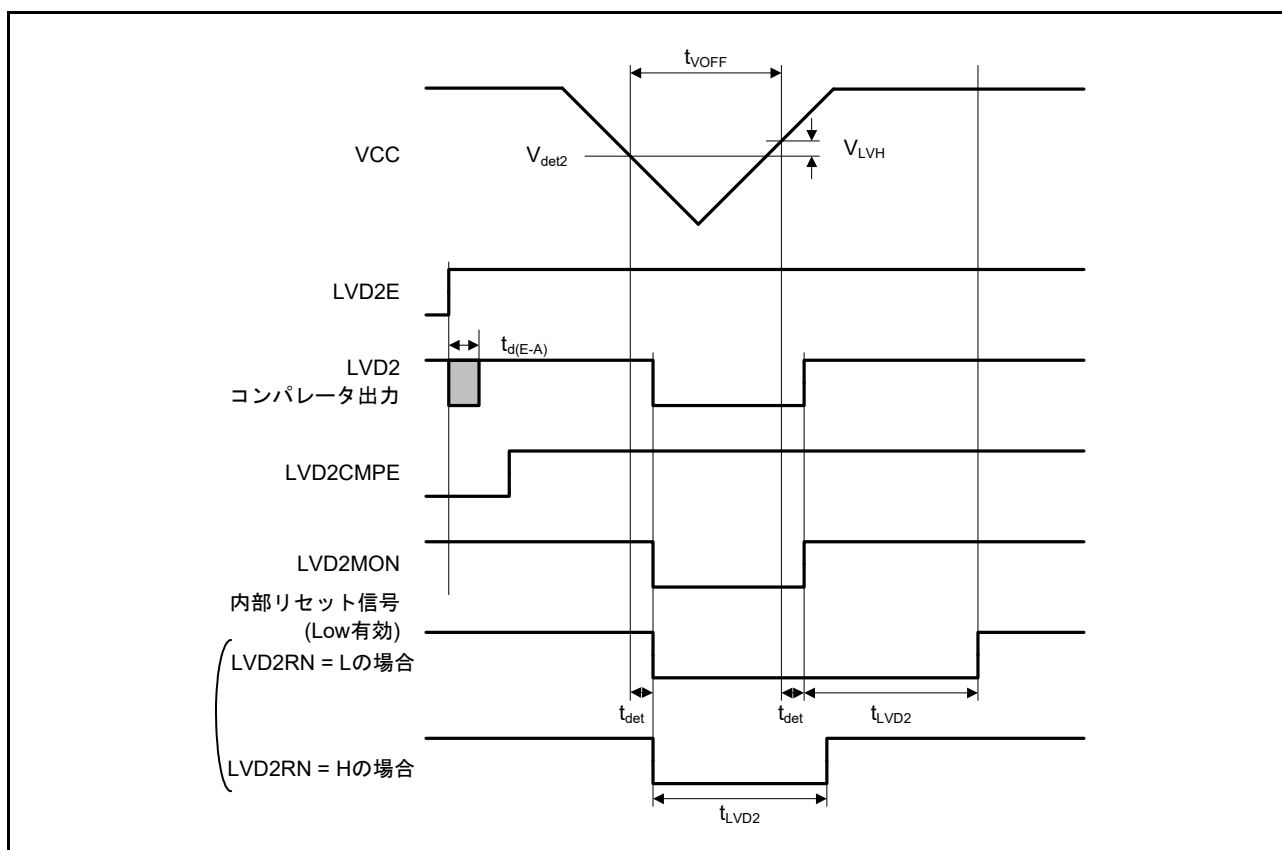 tVOFF
VCC
Vdet2
VLVH
LVD2E
td(E-A)
LVD2
コンパレータ出力
LVD2CMPE
LVD2MON
内部リセット信号
(Low有効)
LVD2RN = Lの場合
tdet
tdet
tLVD2
LVD2RN = Hの場合
tLVD2